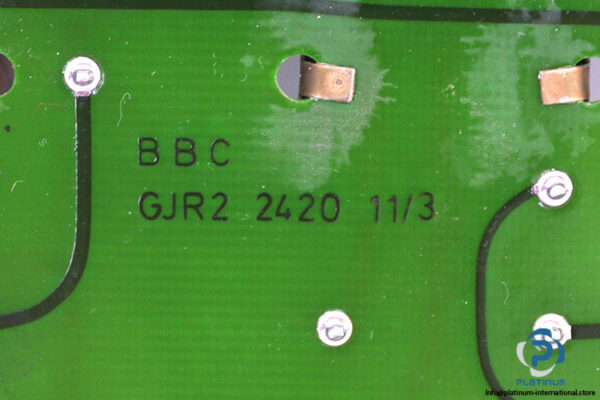 BBC
GJR2 2420 11/3
PLATINUM
info@platinum-international.store